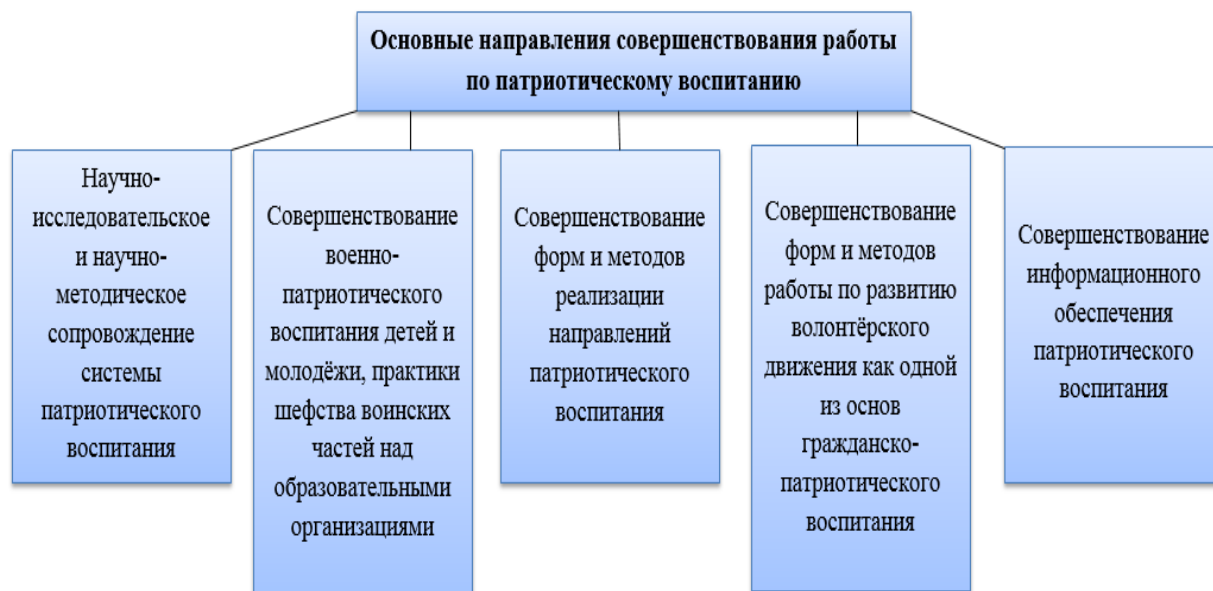 Основные направления совершенствования работы
по патриотическому воспитанию
Научно-
исследовательское
и научно-
методическое
сопровождение
системы
патриотического
воспитания
Совершенствование
военно-
патриотического
воспитания детей и
молодёжи, практики
шефства воинских
частей над
образовательными
организациями
Совершенствование
форм и методов
реализации
направлений
патриотического
воспитания
Совершенствование
форм и методов
работы по развитию
волонтёрского
движения как одной
из основ
гражданско-
патриотического
воспитания
Совершенствование
информационного
обеспечения
патриотического
воспитания